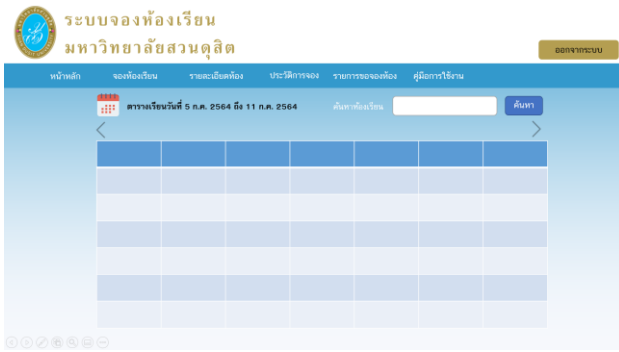 ระบบจองห้องเรียน
มหาวิทยาลัยสวนดุสิต
ออกจากระบบ
หน้าหลัก จองห้องเรียน รายละเอียดห้อง ประวัติการจอง รายการขอจองห้อง คู่มือการใช้งาน
ตารางเรียนวันที่ 5 ก.ค. 2564 ถึง 11 ก.ค. 2564 ค้นหาห้องเรียน ค้นหา